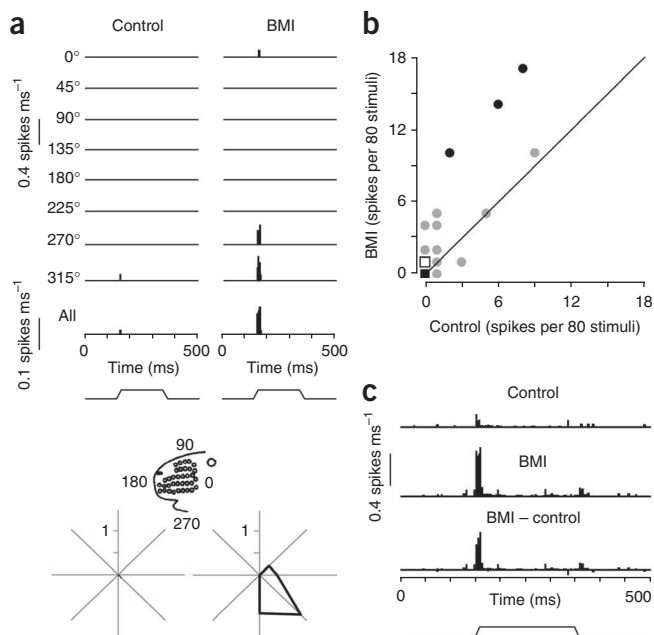 a
Control BMI
0°
45°
90°
135°
180°
225°
270°
315°
All
0.4 spikes ms⁻¹
0.1 spikes ms⁻¹
0 500 0 500
Time (ms) Time (ms)
90
180 0
270
1 1
b
18
12
6
0
BMI (spikes per 80 stimuli)
0 6 12 18
Control (spikes per 80 stimuli)
c
Control
BMI
BMI – control
0.4 spikes ms⁻¹
0 500
Time (ms)